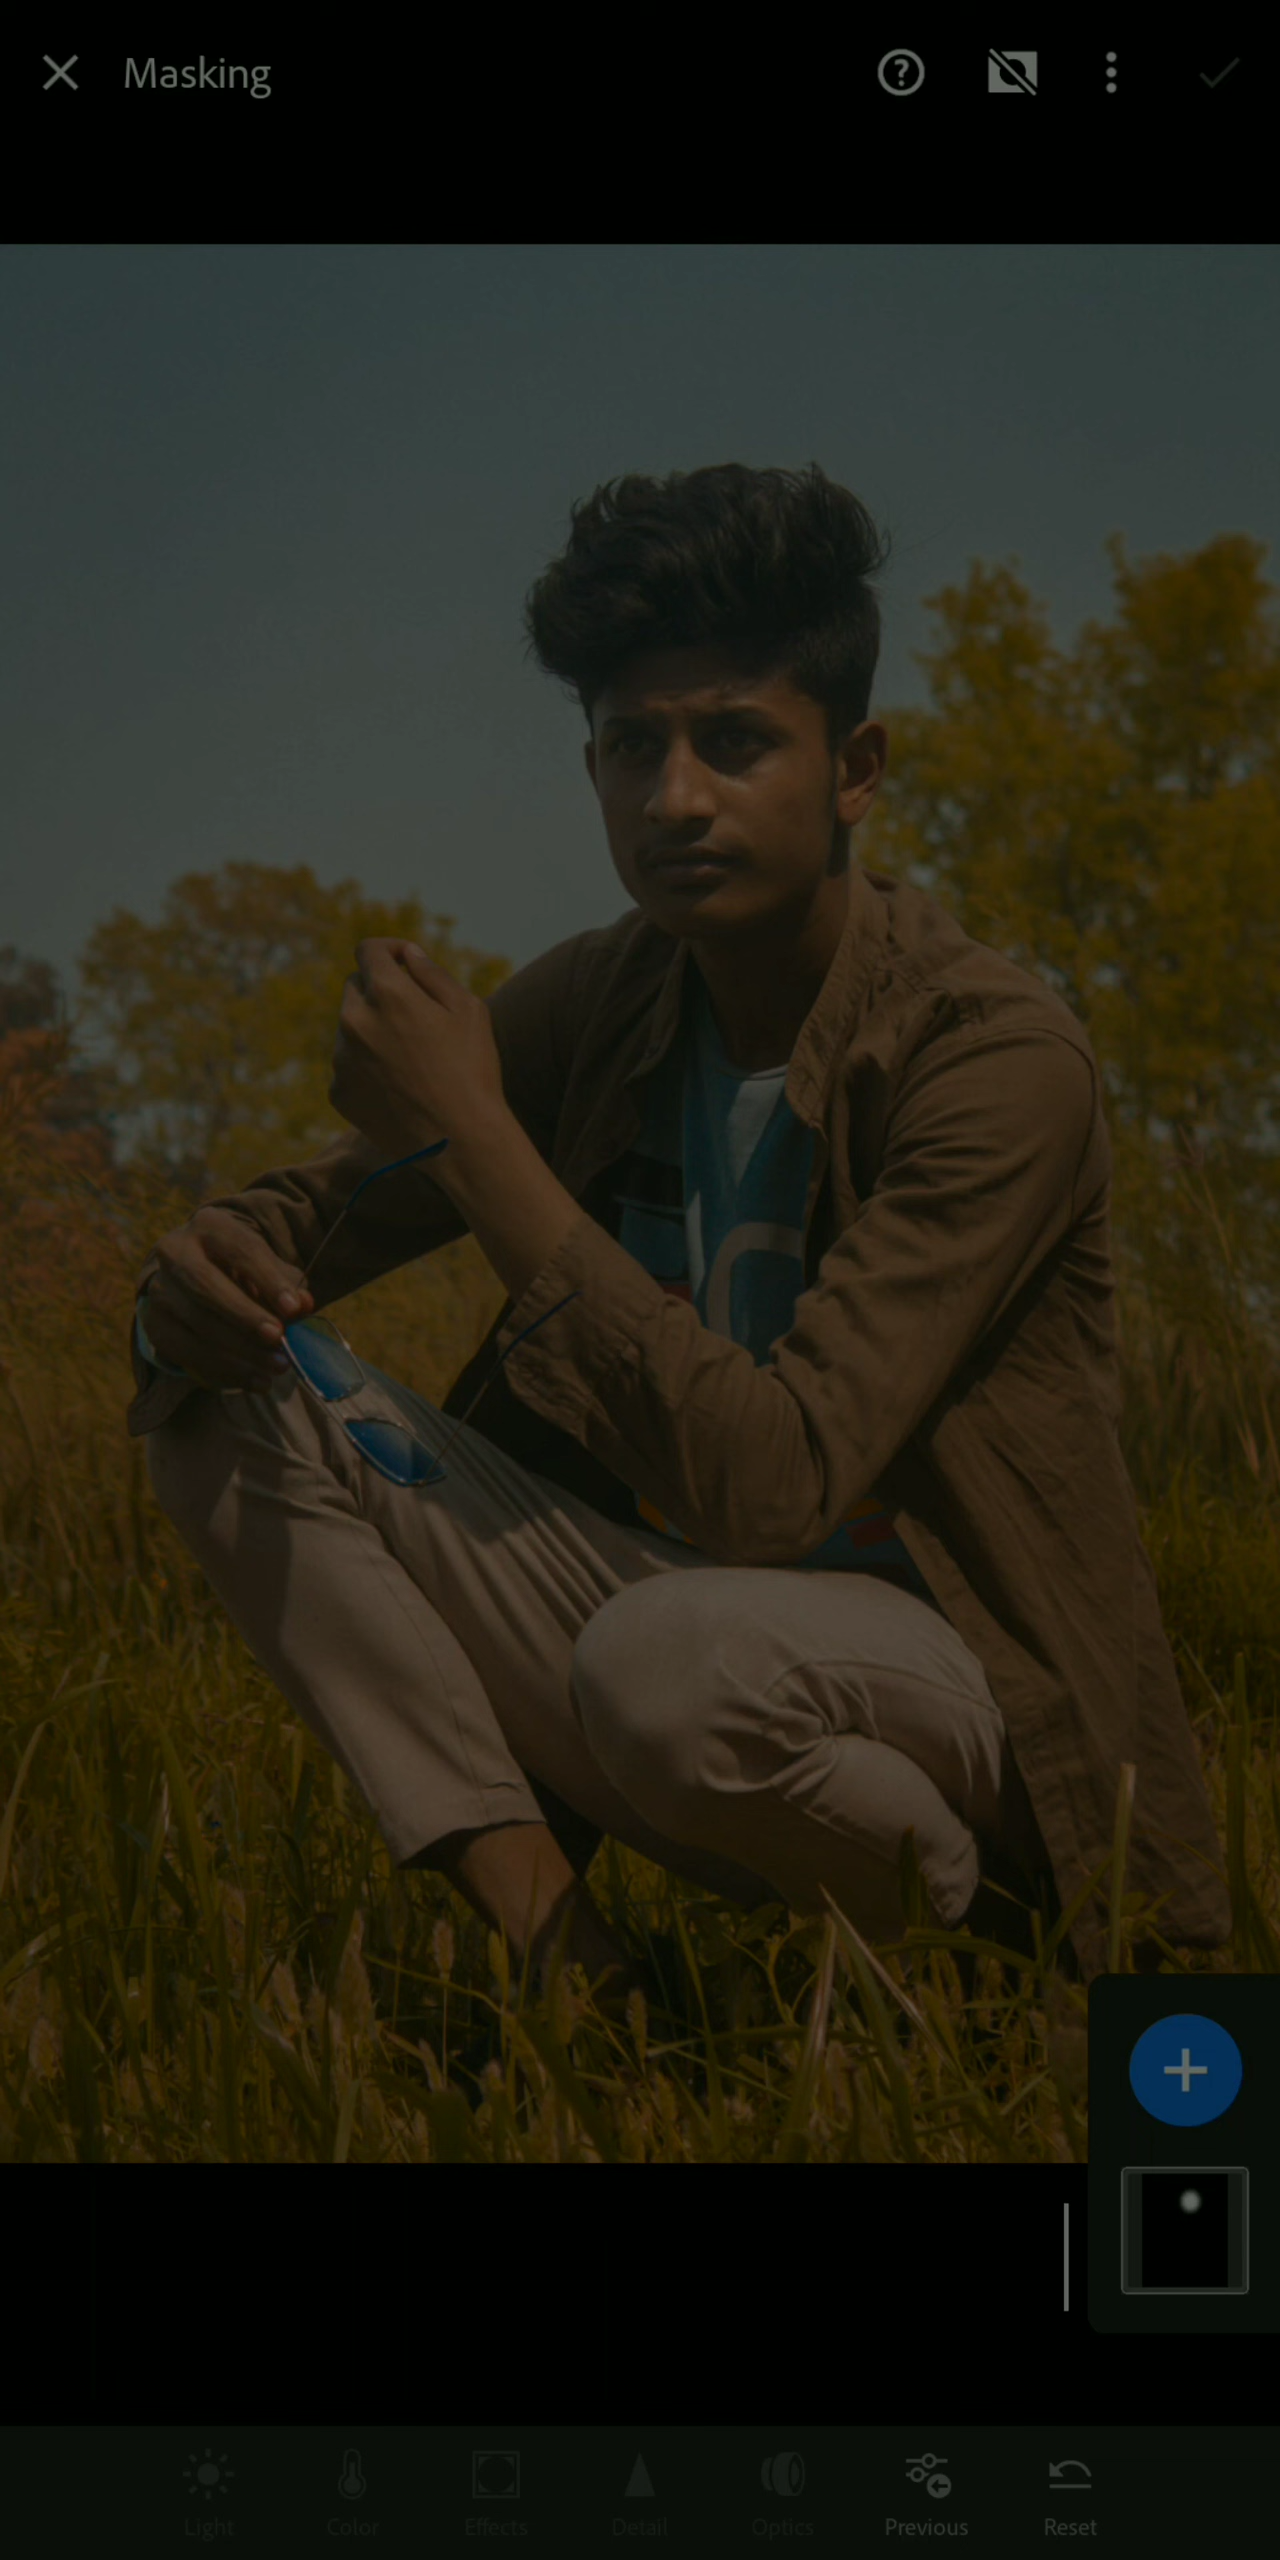 Masking
Light
Color
Effects
Detail
Optics
Previous
Reset